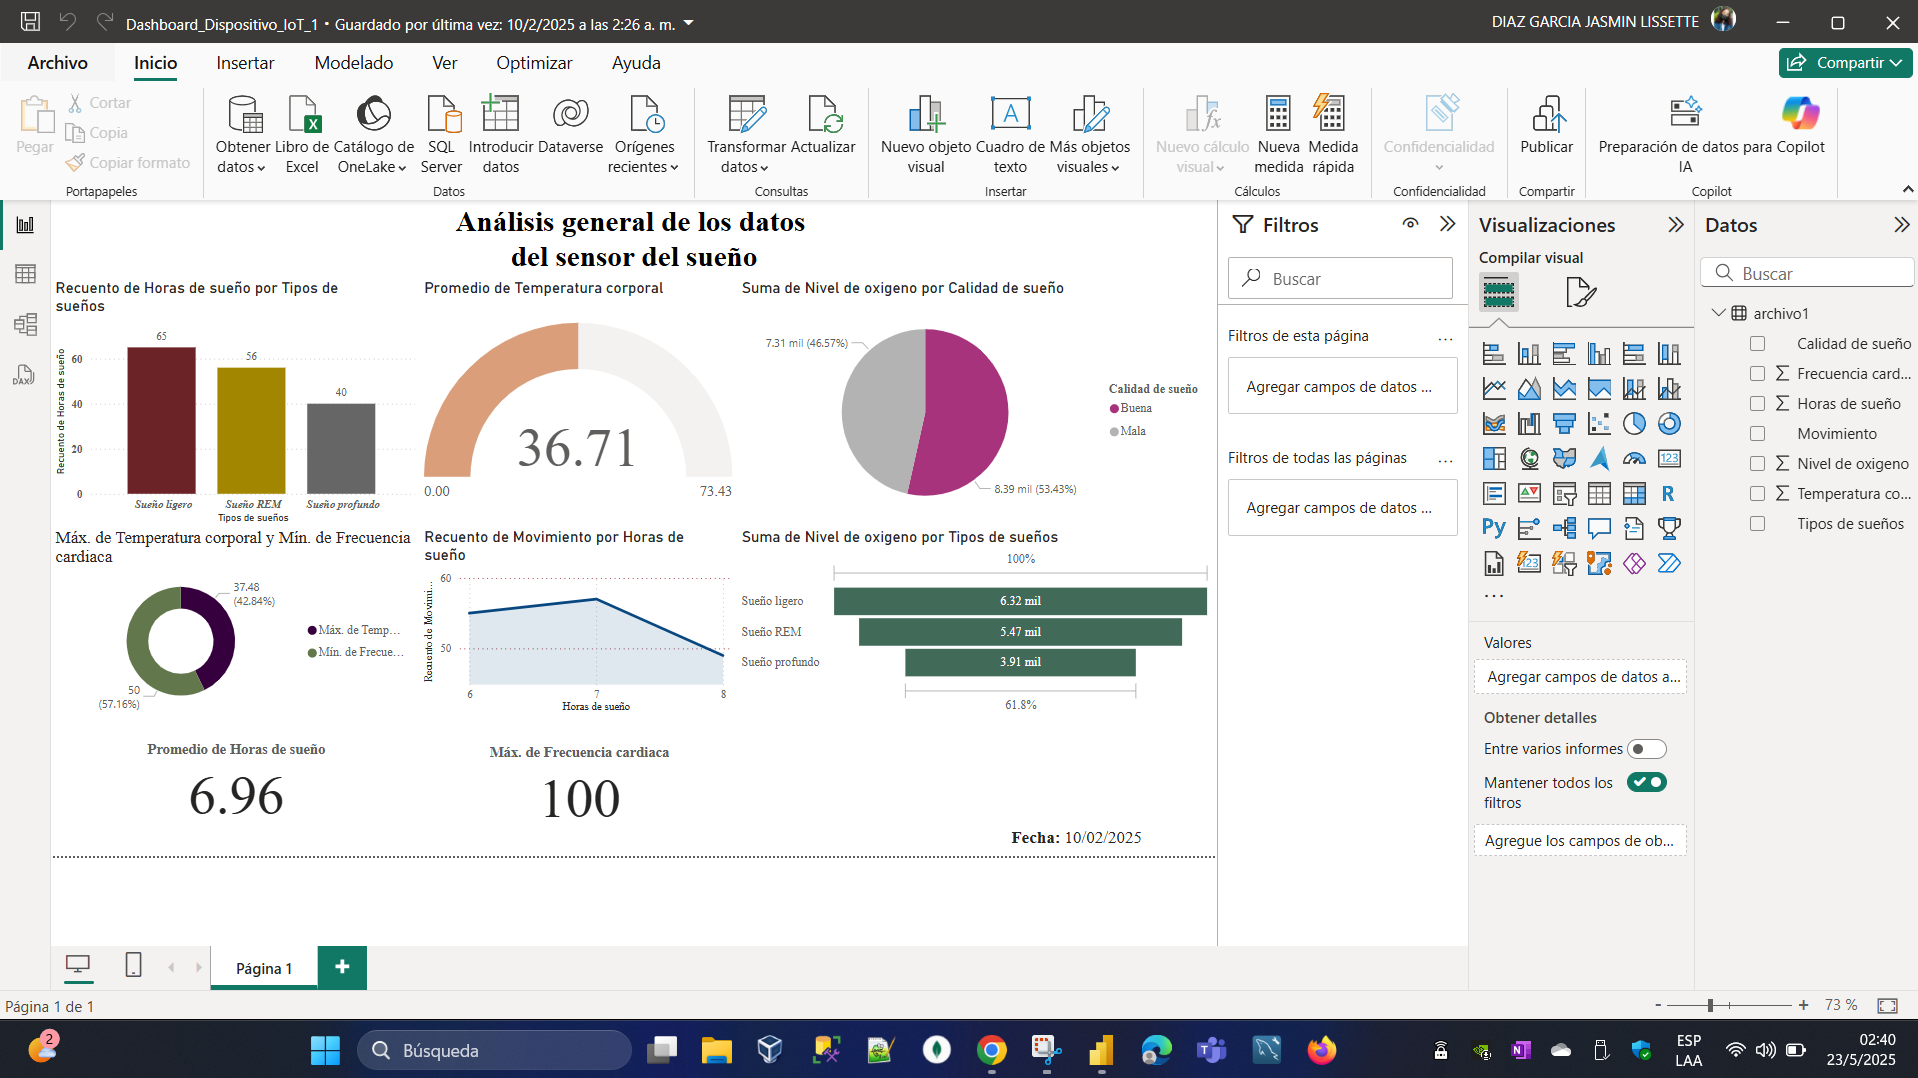 Dashboard_Dispositivo_IoT_1 • Guardado por última vez: 10/2/2025 a las 2:26 a. m.
DIAZ GARCIA JASMIN LISSETTE
Archivo Inicio Insertar Modelado Ver Optimizar Ayuda
Compartir
Pegar
Cortar
Copia
Copiar formato
Portapapeles
Obtener datos
Libro de Excel
Catálogo de OneLake
SQL Server
Introducir datos
Dataverse
Orígenes recientes
Datos
Transformar datos
Actualizar
Consultas
Nuevo objeto visual
Cuadro de texto
Más objetos visuales
Insertar
Nuevo cálculo visual
Nueva medida
Medida rápida
Cálculos
Confidencialidad
Confidencialidad
Publicar
Compartir
Preparación de datos para IA
Copilot
Copilot
Análisis general de los datos
del sensor del sueño
Recuento de Horas de sueño por Tipos de
sueños
Recuento de Horas de sueño
60
40
20
0
65
56
40
Sueño ligero
Sueño REM
Sueño profundo
Tipos de sueños
Promedio de Temperatura corporal
36.71
0.00
73.43
Suma de Nivel de oxigeno por Calidad de sueño
7.31 mil (46.57%)
8.39 mil (53.43%)
Calidad de sueño
Buena
Mala
Máx. de Temperatura corporal y Mín. de Frecuencia
cardiaca
37.48
(42.84%)
50
(57.16%)
Máx. de Temp...
Mín. de Frecue...
Recuento de Movimiento por Horas de
sueño
Recuento de Movimi...
60
50
6
7
8
Horas de sueño
Suma de Nivel de oxigeno por Tipos de sueños
100%
Sueño ligero
6.32 mil
Sueño REM
5.47 mil
Sueño profundo
3.91 mil
61.8%
Promedio de Horas de sueño
6.96
Máx. de Frecuencia cardiaca
100
Fecha: 10/02/2025
Filtros
Buscar
Filtros de esta página ...
Agregar campos de datos ...
Filtros de todas las páginas ...
Agregar campos de datos ...
Visualizaciones
Compilar visual
123
R
Py
123
...
Valores
Agregar campos de datos a...
Obtener detalles
Entre varios informes
Mantener todos los
filtros
Agregue los campos de ob...
Datos
Buscar
archivo1
Calidad de sueño
Frecuencia card...
Horas de sueño
Movimiento
Nivel de oxigeno
Temperatura co...
Tipos de sueños
DAX
Página 1
+
Página 1 de 1
- + 73 %
2
Búsqueda
ESP
LAA
02:40
23/5/2025